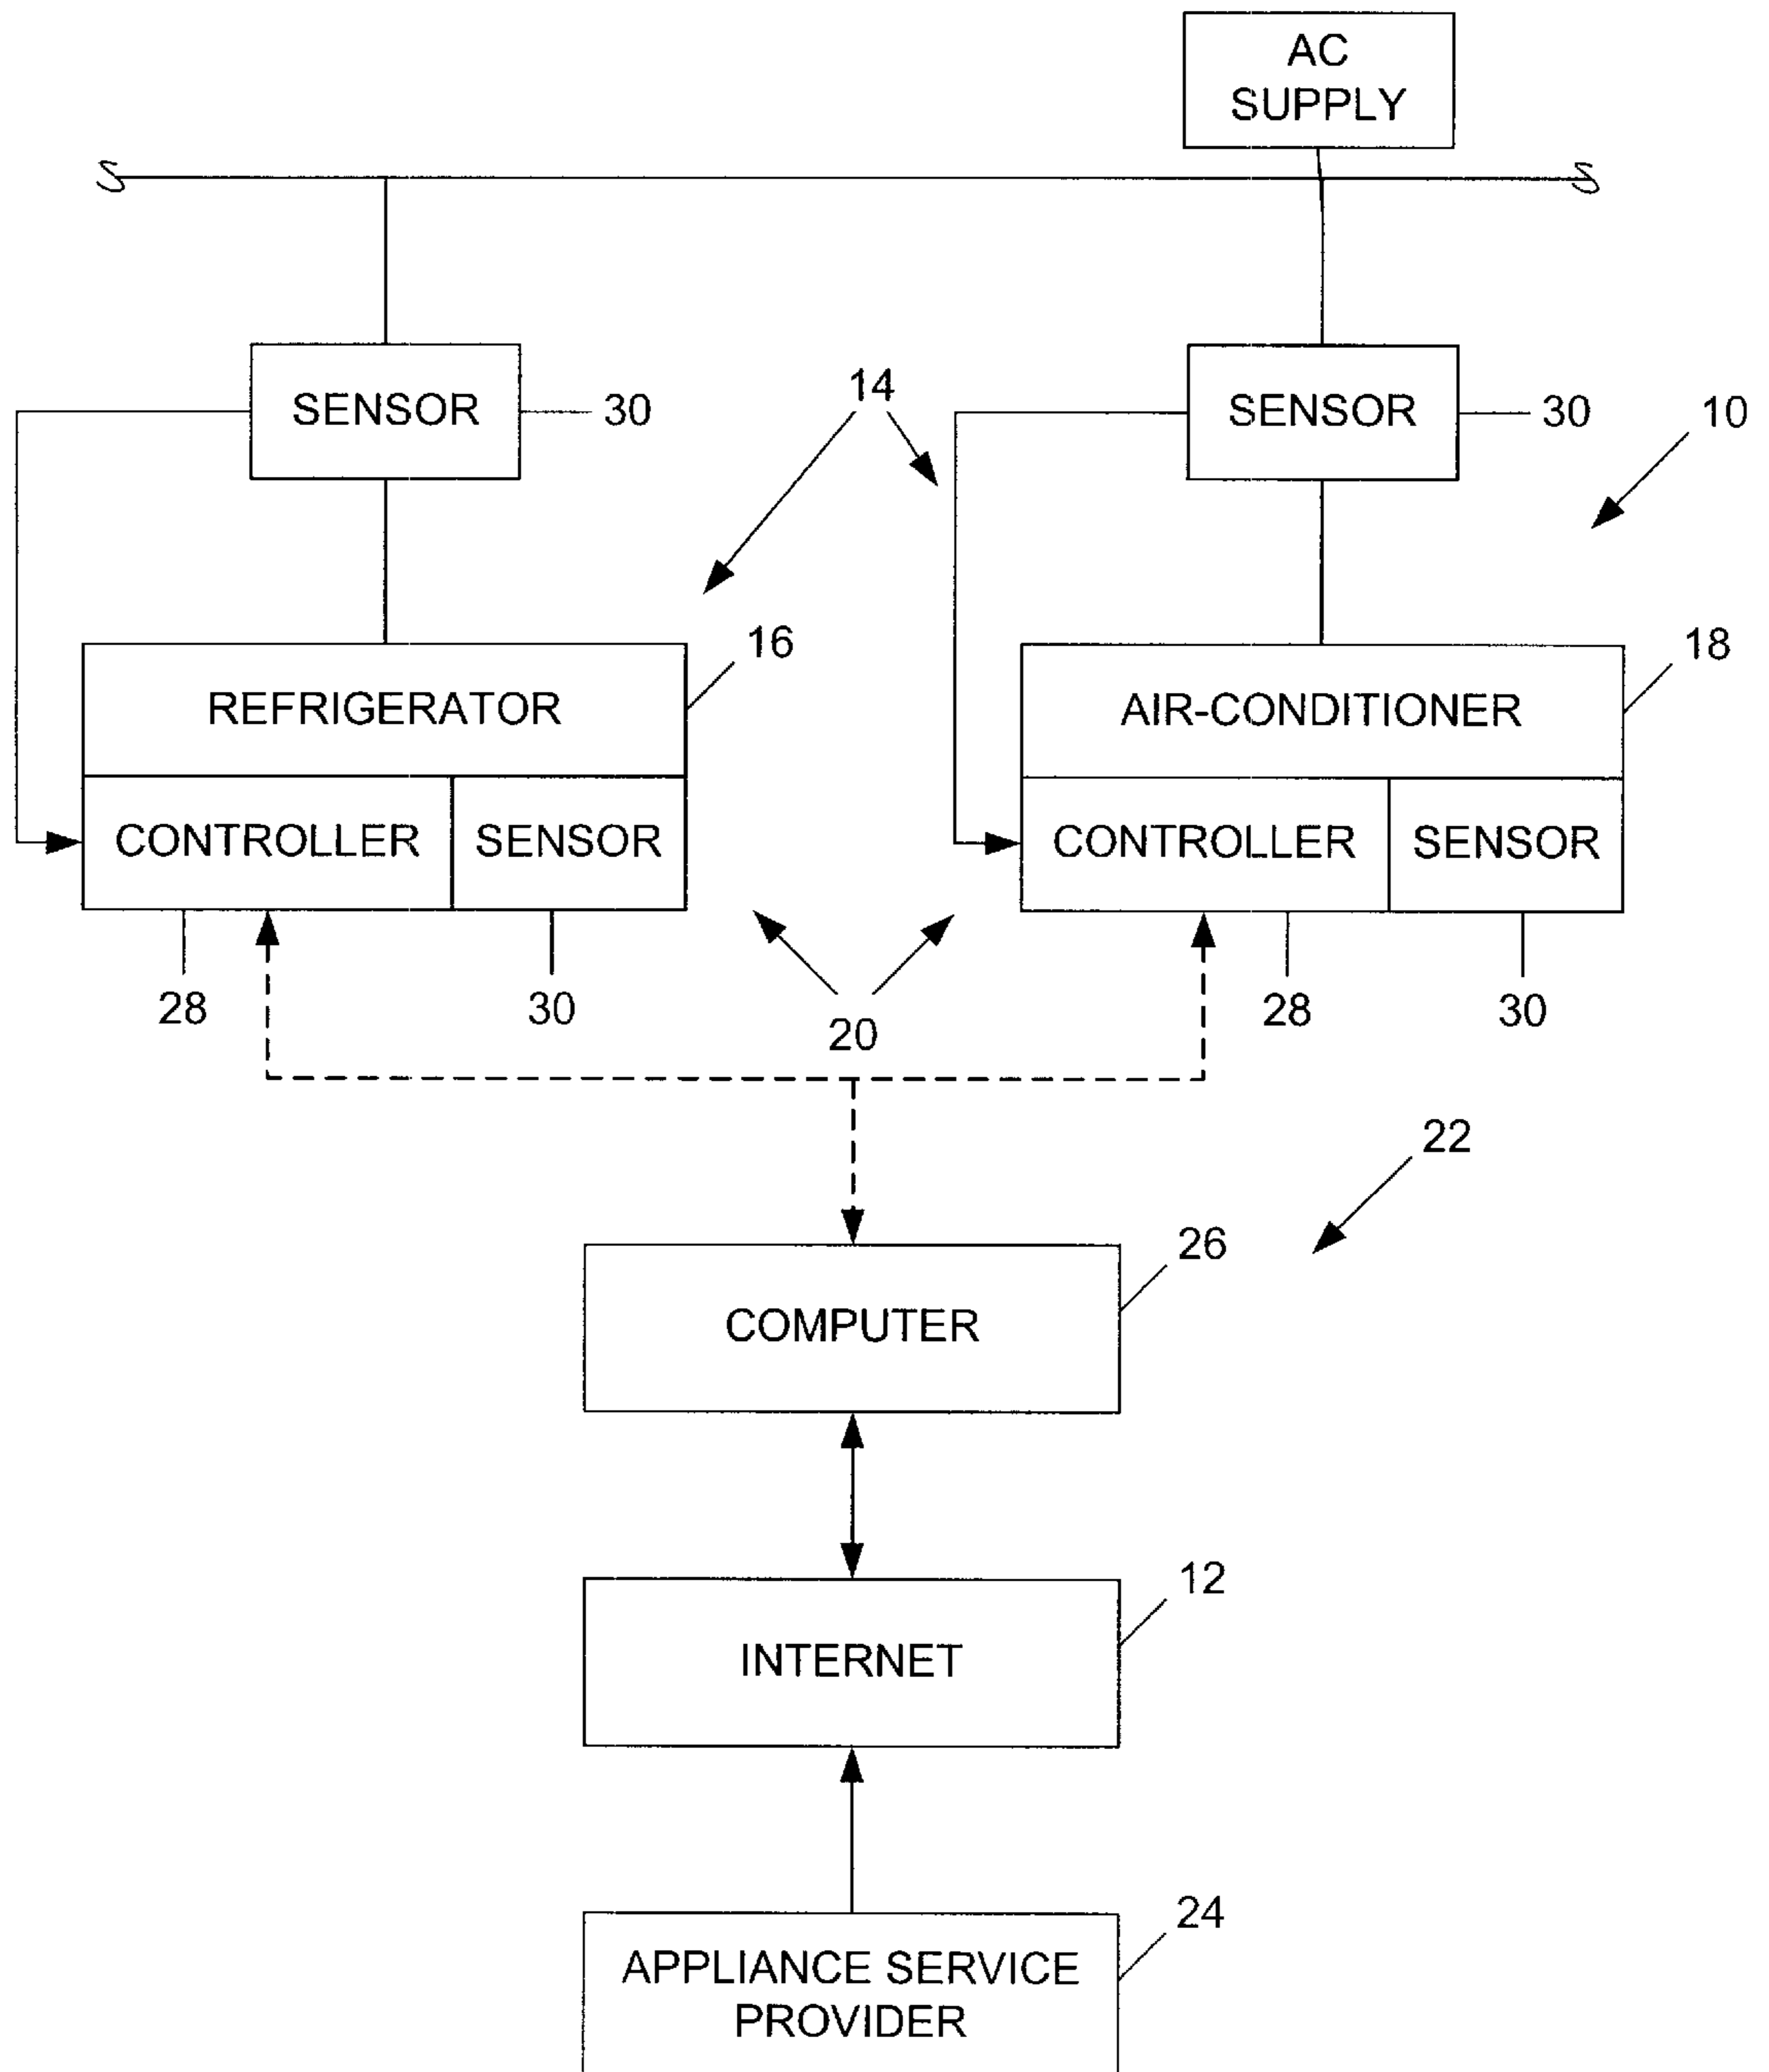 AC
SUPPLY
14
SENSOR
30
SENSOR
30
10
16
18
REFRIGERATOR
AIR-CONDITIONER
CONTROLLER
SENSOR
CONTROLLER
SENSOR
28
30
20
28
30
22
26
COMPUTER
12
INTERNET
24
APPLIANCE SERVICE
PROVIDER